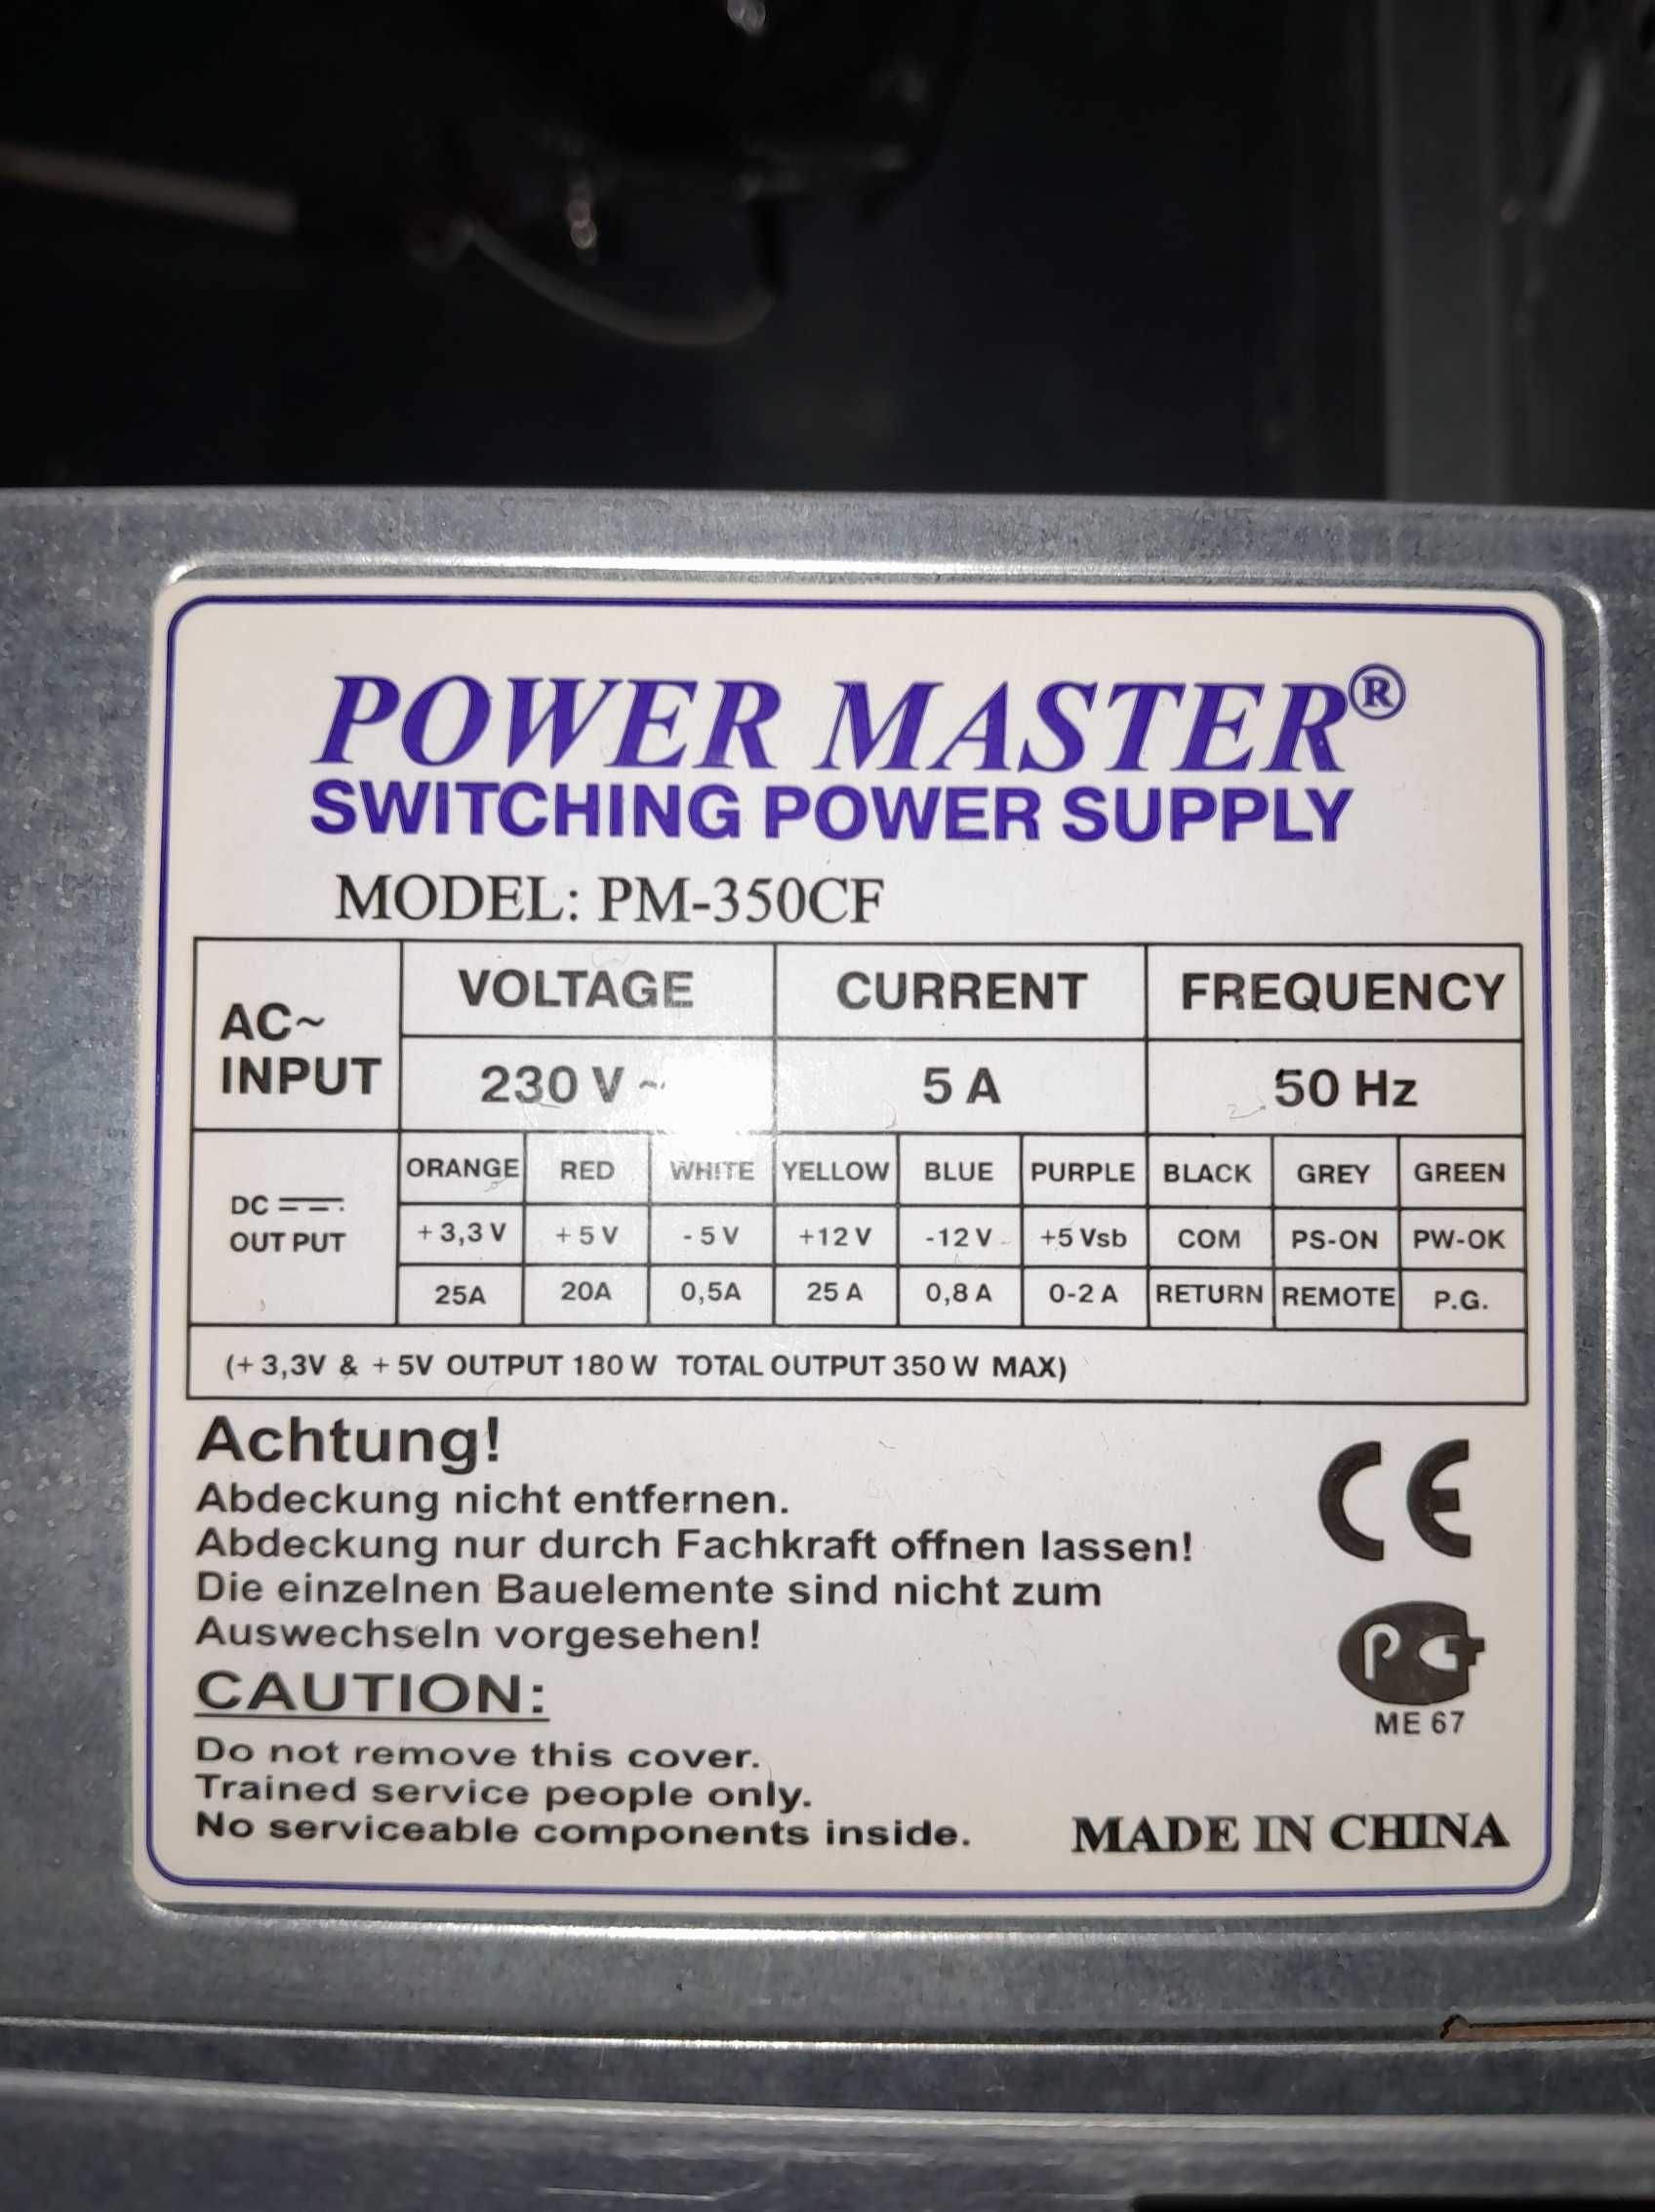 POWER MASTER®
SWITCHING POWER SUPPLY
MODEL: PM-350CF
AC~ INPUT VOLTAGE CURRENT FREQUENCY
230 V ~ 5 A 50 Hz
DC OUT PUT ORANGE RED WHITE YELLOW BLUE PURPLE BLACK GREY GREEN
+ 3,3 V + 5 V - 5 V +12 V -12 V +5 Vsb COM PS-ON PW-OK
25A 20A 0,5A 25 A 0,8 A 0-2 A RETURN REMOTE P.G.
(+ 3,3V & + 5V OUTPUT 180 W TOTAL OUTPUT 350 W MAX)
Achtung!
Abdeckung nicht entfernen.
Abdeckung nur durch Fachkraft offnen lassen!
Die einzelnen Bauelemente sind nicht zum
Auswechseln vorgesehen!
CE
PG
ME 67
CAUTION:
Do not remove this cover.
Trained service people only.
No serviceable components inside.
MADE IN CHINA